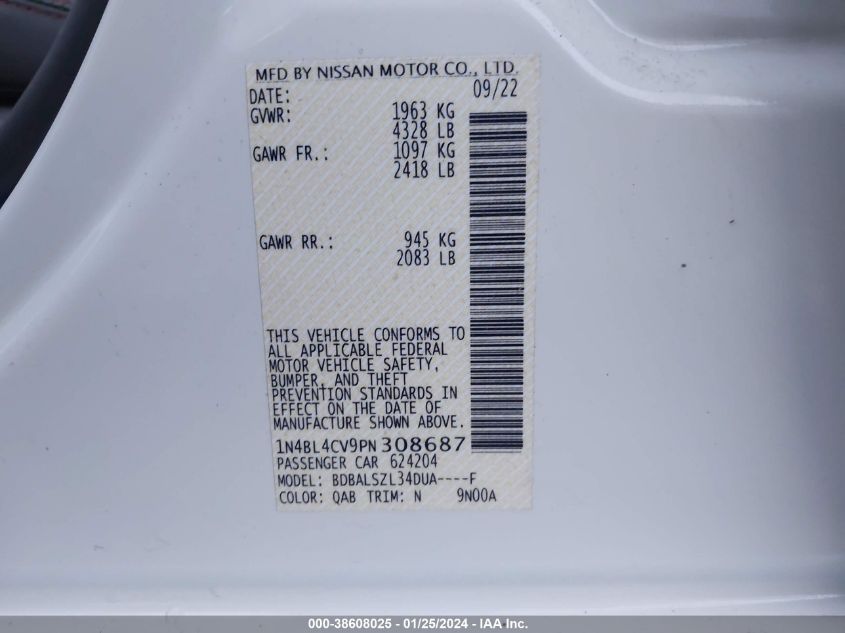 MFD BY NISSAN MOTOR CO., LTD.
DATE: 09/22
GVWR: 1963 KG
4328 LB
GAWR FR.: 1097 KG
2418 LB
GAWR RR.: 945 KG
2083 LB
THIS VEHICLE CONFORMS TO
ALL APPLICABLE FEDERAL
MOTOR VEHICLE SAFETY,
BUMPER, AND THEFT
PREVENTION STANDARDS IN
EFFECT ON THE DATE OF
MANUFACTURE SHOWN ABOVE.
1N4BL4CV9PN308687
PASSENGER CAR 624204
MODEL: BDBALSZL34DUA----F
COLOR: QAB TRIM: N 9N00A
000-38608025 - 01/25/2024 - IAA Inc.